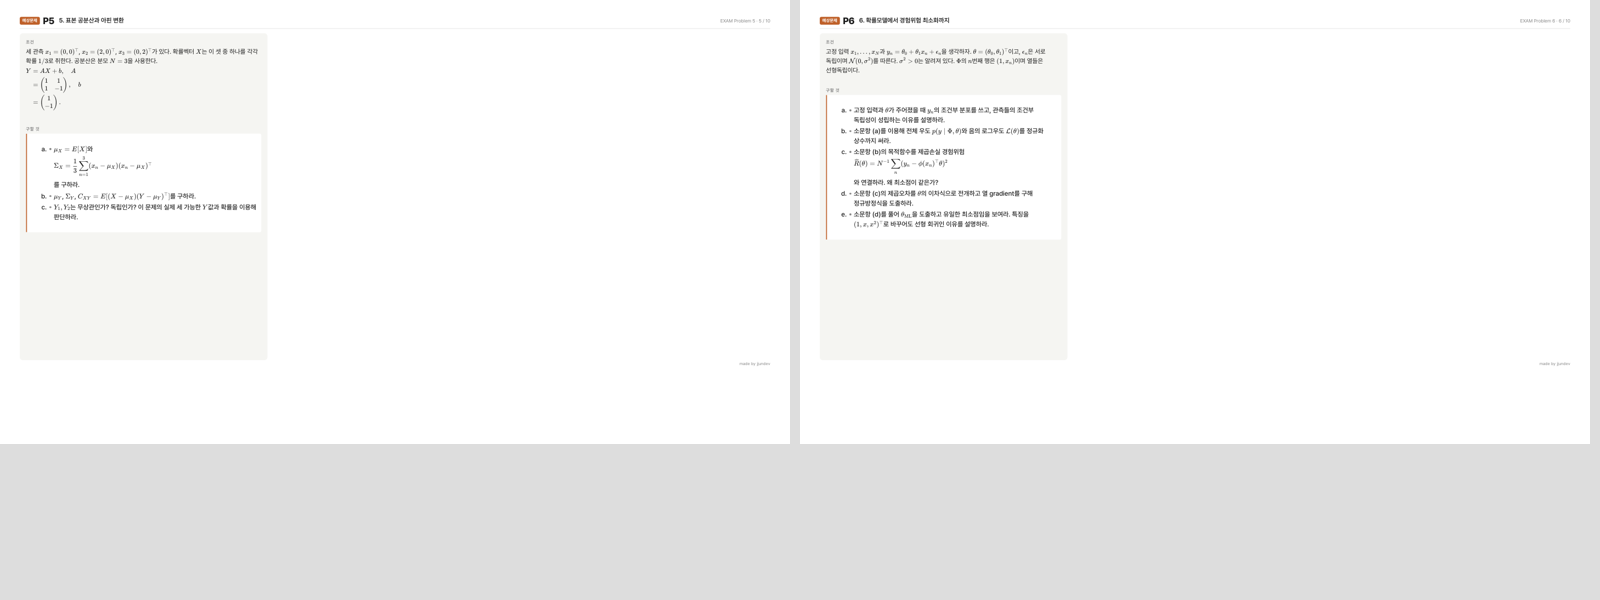 예상문제 P5 5. 표본 공분산과 아핀 변환
EXAM Problem 5 · 5 / 10
조건
세 관측 x₁ = (0,0)⊤, x₂ = (2,0)⊤, x₃ = (0,2)⊤가 있다. 확률벡터 X는 이 셋 중 하나를 각각
확률 1/3로 취한다. 공분산은 분모 N = 3을 사용한다.
Y = AX + b, A
= (1 1; 1 −1), b
= (1; −1).
구할 것
a. • μ_X = E[X]와
Σ_X = 1/3 ∑_{n=1}^{3} (x_n − μ_X)(x_n − μ_X)⊤
를 구하라.
b. • μ_Y, Σ_Y, C_XY = E[(X − μ_X)(Y − μ_Y)⊤]를 구하라.
c. • Y₁, Y₂는 무상관인가? 독립인가? 이 문제의 실제 세 가능한 Y값과 확률을 이용해
판단하라.
made by jjonden
예상문제 P6 6. 확률모델에서 경험위험 최소화까지
EXAM Problem 6 · 6 / 10
조건
고정 입력 x₁, . . . , x_N과 y_n = θ₀ + θ₁x_n + ϵ_n을 생각하자. θ = (θ₀, θ₁)⊤이고, ϵ_n은 서로
독립이며 N(0, σ²)를 따른다. σ² > 0는 알려져 있다. Φ의 n번째 행은 (1, x_n)이며 열들은
선형독립이다.
구할 것
a. • 고정 입력과 θ가 주어졌을 때 y_n의 조건부 분포를 쓰고, 관측들의 조건부
독립성이 성립하는 이유를 설명하라.
b. • 소문항 (a)를 이용해 전체 우도 p(y | Φ, θ)와 음의 로그우도 L(θ)를 정규화
상수까지 써라.
c. • 소문항 (b)의 목적함수를 제곱손실 경험위험
R̂(θ) = N⁻¹ ∑_n (y_n − ϕ(x_n)⊤θ)²
와 연결하라. 왜 최소점이 같은가?
d. • 소문항 (c)의 제곱오차를 θ의 이차식으로 전개하고 열 gradient를 구해
정규방정식을 도출하라.
e. • 소문항 (d)를 풀어 θ_ML을 도출하고 유일한 최소점임을 보여라. 특징을
(1, x, x²)⊤로 바꾸어도 선형 회귀인 이유를 설명하라.
made by jjonden